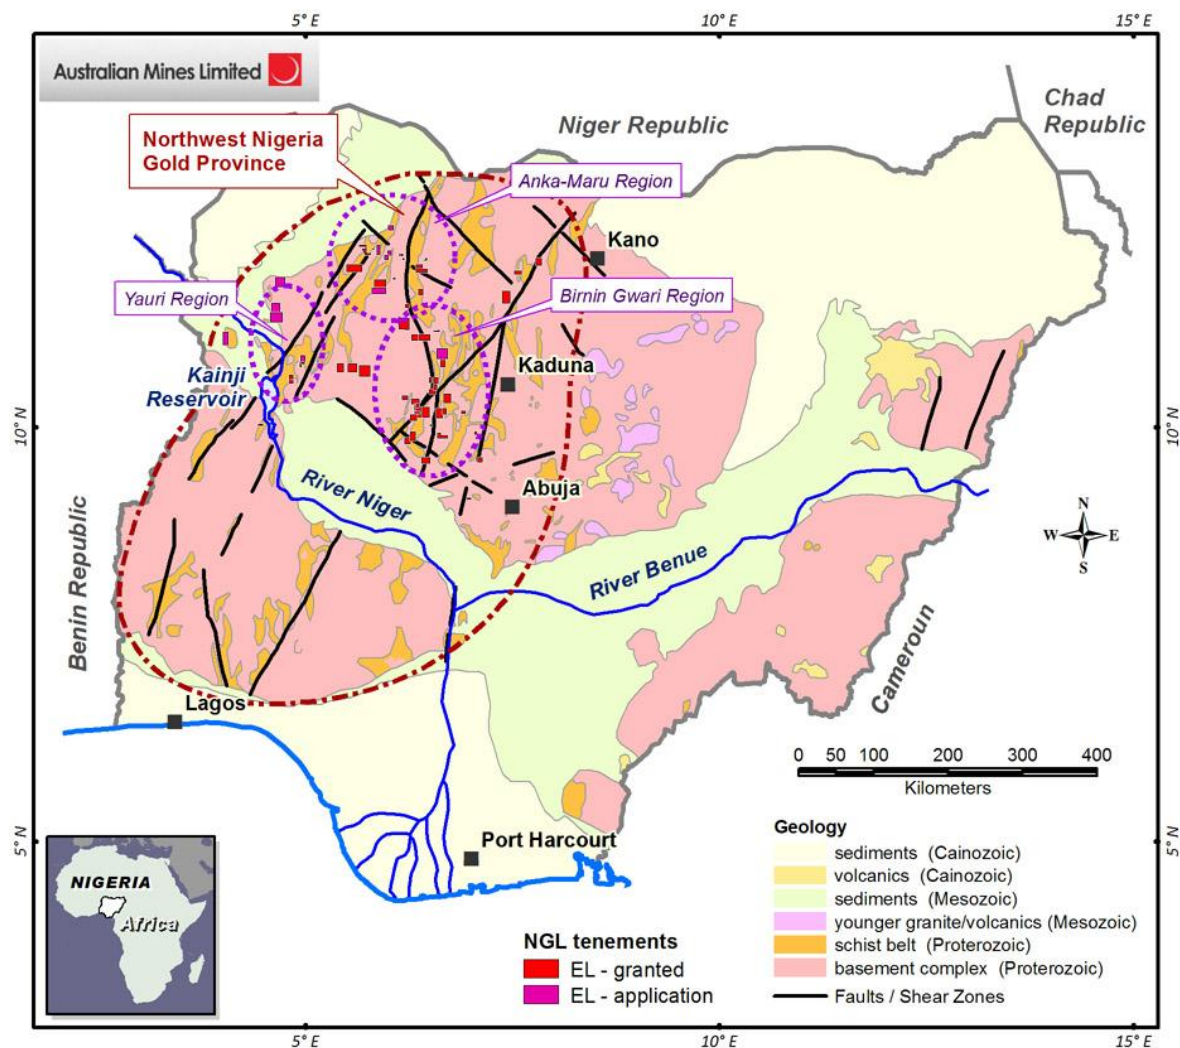 5° E
10° E
15° E
Australian Mines Limited
Chad
Republic
Niger Republic
Northwest Nigeria
Gold Province
Anka-Maru Region
Kano
Yauri Region
Birnin Gwari Region
Kaduna
Kainji
Reservoir
10° N
10° N
River Niger
Abuja
Benin Republic
River Benue
N
W
E
S
Cameroun
Lagos
0 50 100 200 300 400
Kilometers
5° N
5° N
Port Harcourt
NIGERIA
Africa
Geology
sediments (Cainozoic)
volcanics (Cainozoic)
sediments (Mesozoic)
younger granite/volcanics (Mesozoic)
schist belt (Proterozoic)
basement complex (Proterozoic)
Faults / Shear Zones
NGL tenements
EL - granted
EL - application
5° E
10° E
15° E